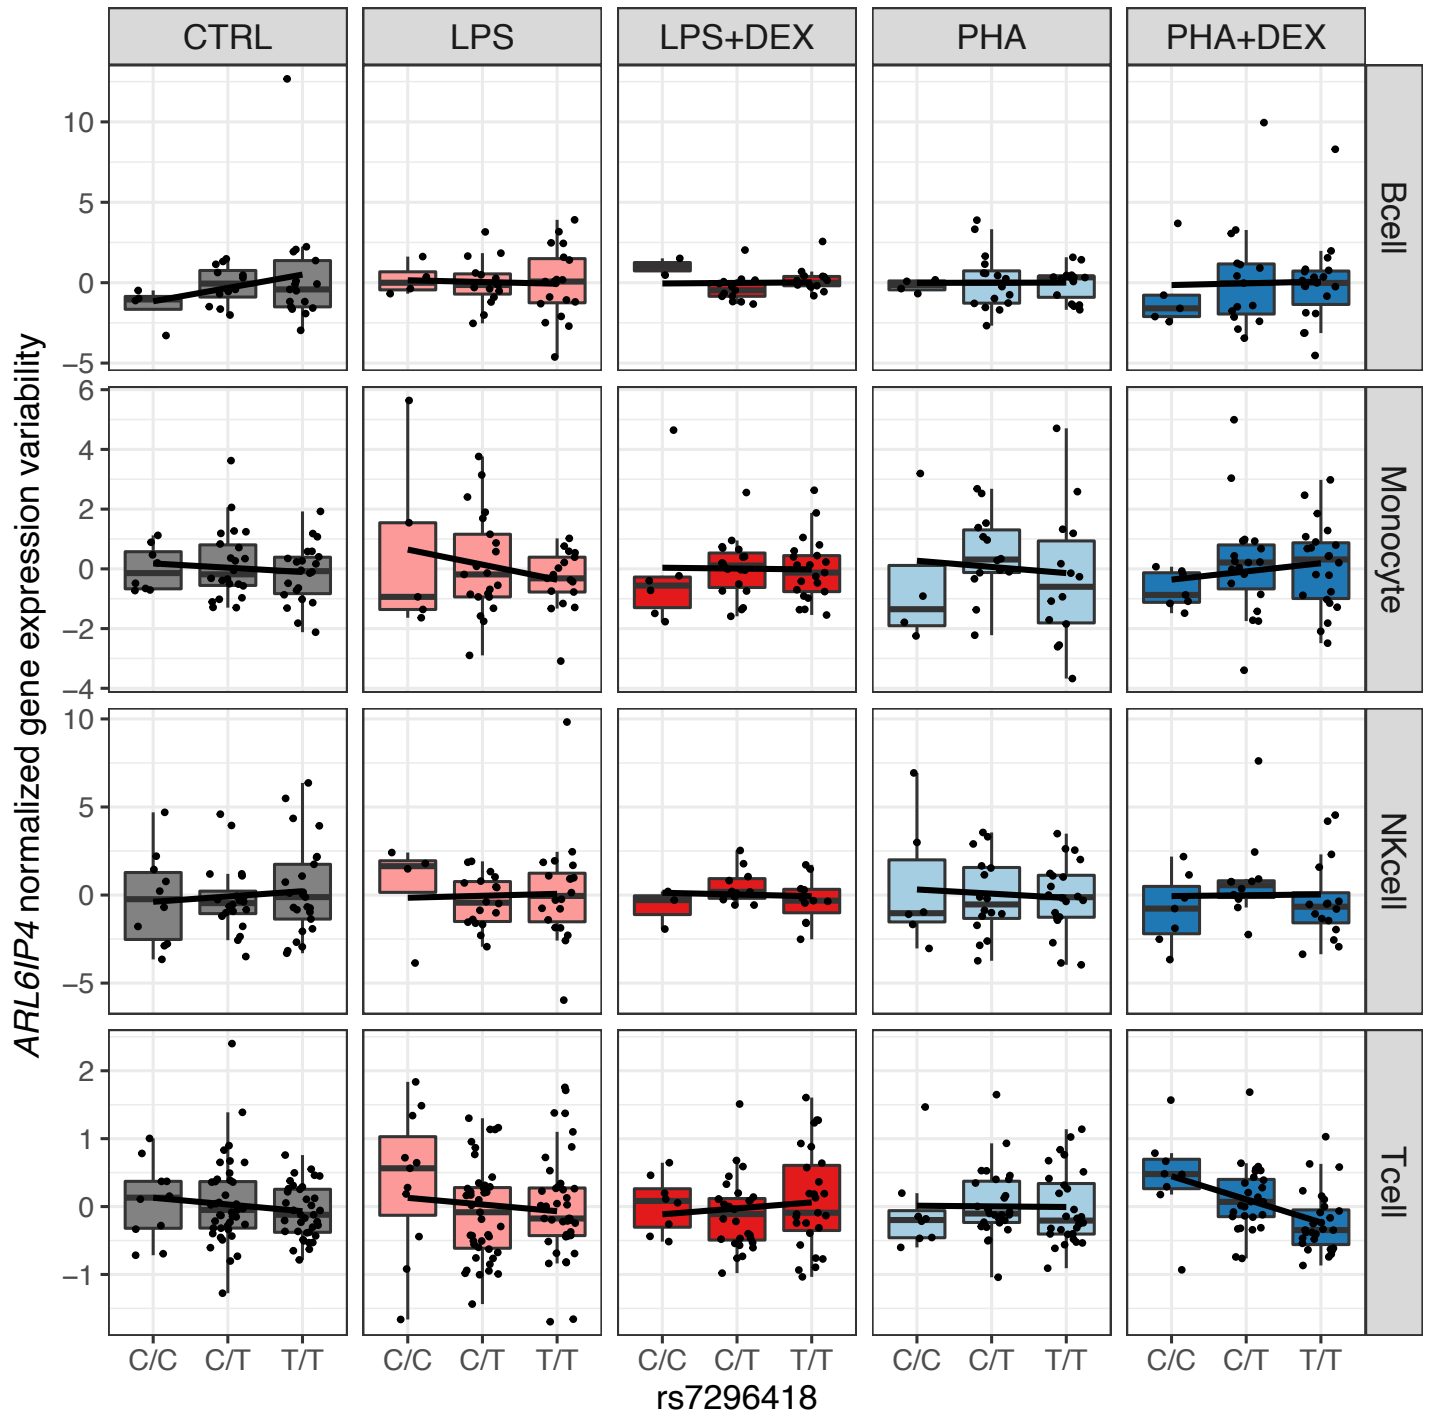 CTRL LPS LPS+DEX PHA PHA+DEX
ARL6IP4 normalized gene expression variability
10
5
0
−5
Bcell
6
4
2
0
−2
−4
Monocyte
10
5
0
−5
NKcell
2
1
0
−1
Tcell
C/C C/T T/T C/C C/T T/T C/C C/T T/T C/C C/T T/T C/C C/T T/T
rs7296418